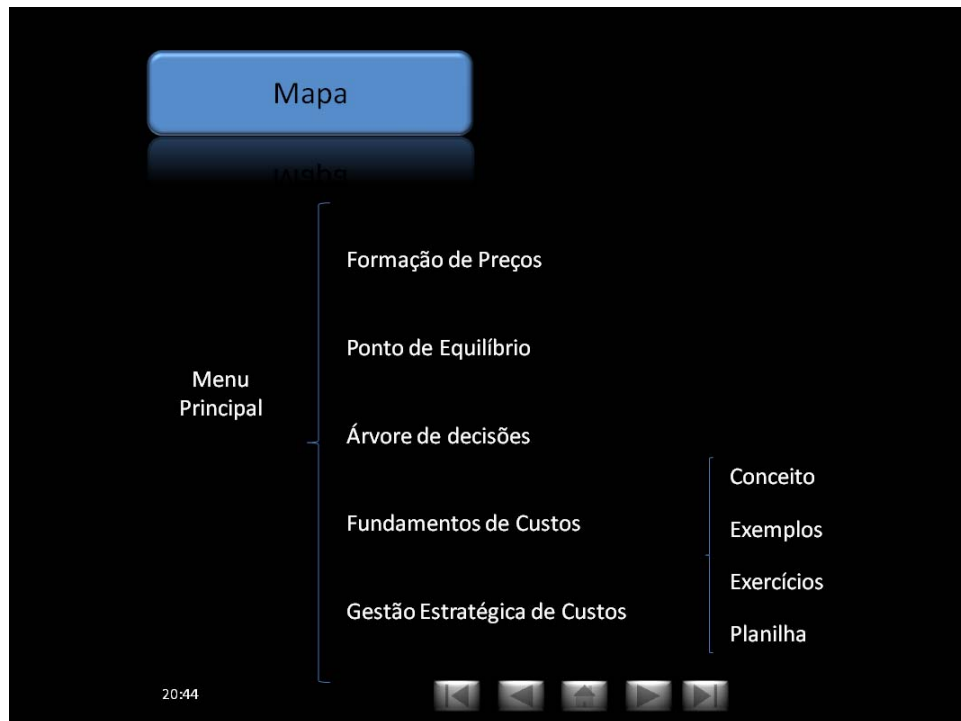 Mapa
Formação de Preços
Ponto de Equilíbrio
Menu
Principal
Árvore de decisões
Conceito
Fundamentos de Custos
Exemplos
Exercícios
Gestão Estratégica de Custos
Planilha
20:44